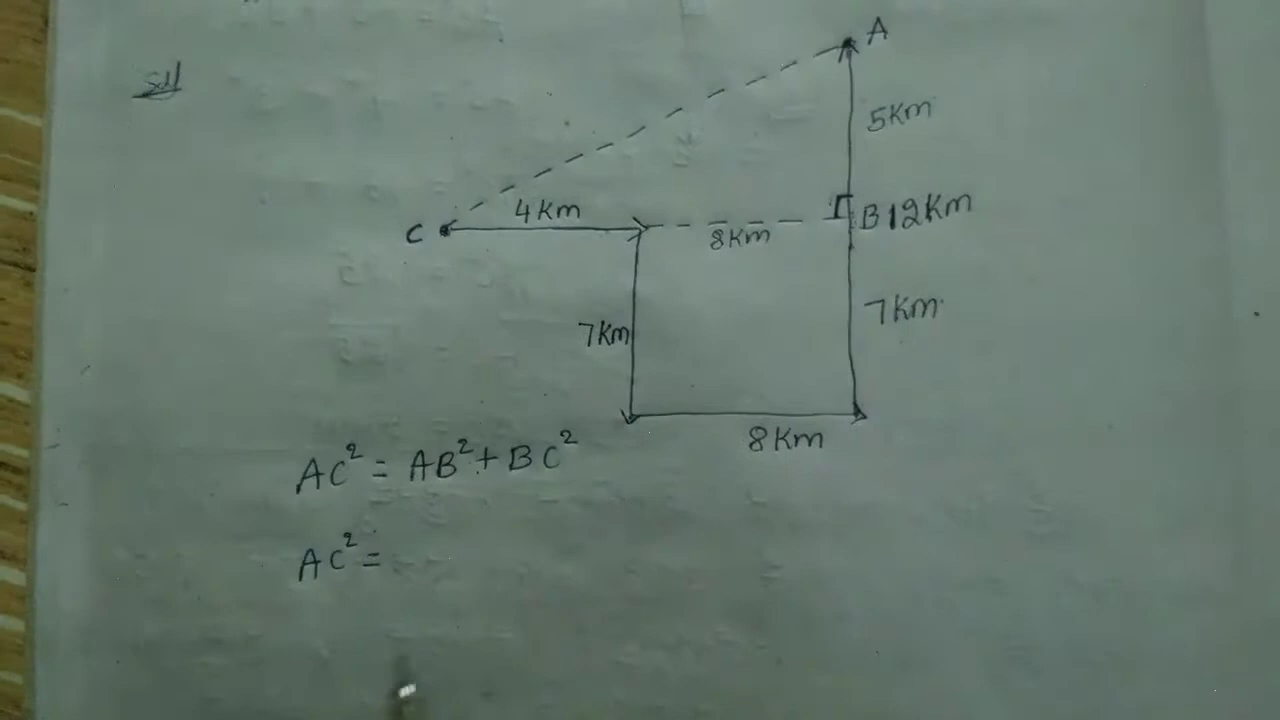 Sol
A
5Km
4Km
C
B 12Km
8Km
7Km
7Km
8Km
AC² = AB² + BC²
AC² =